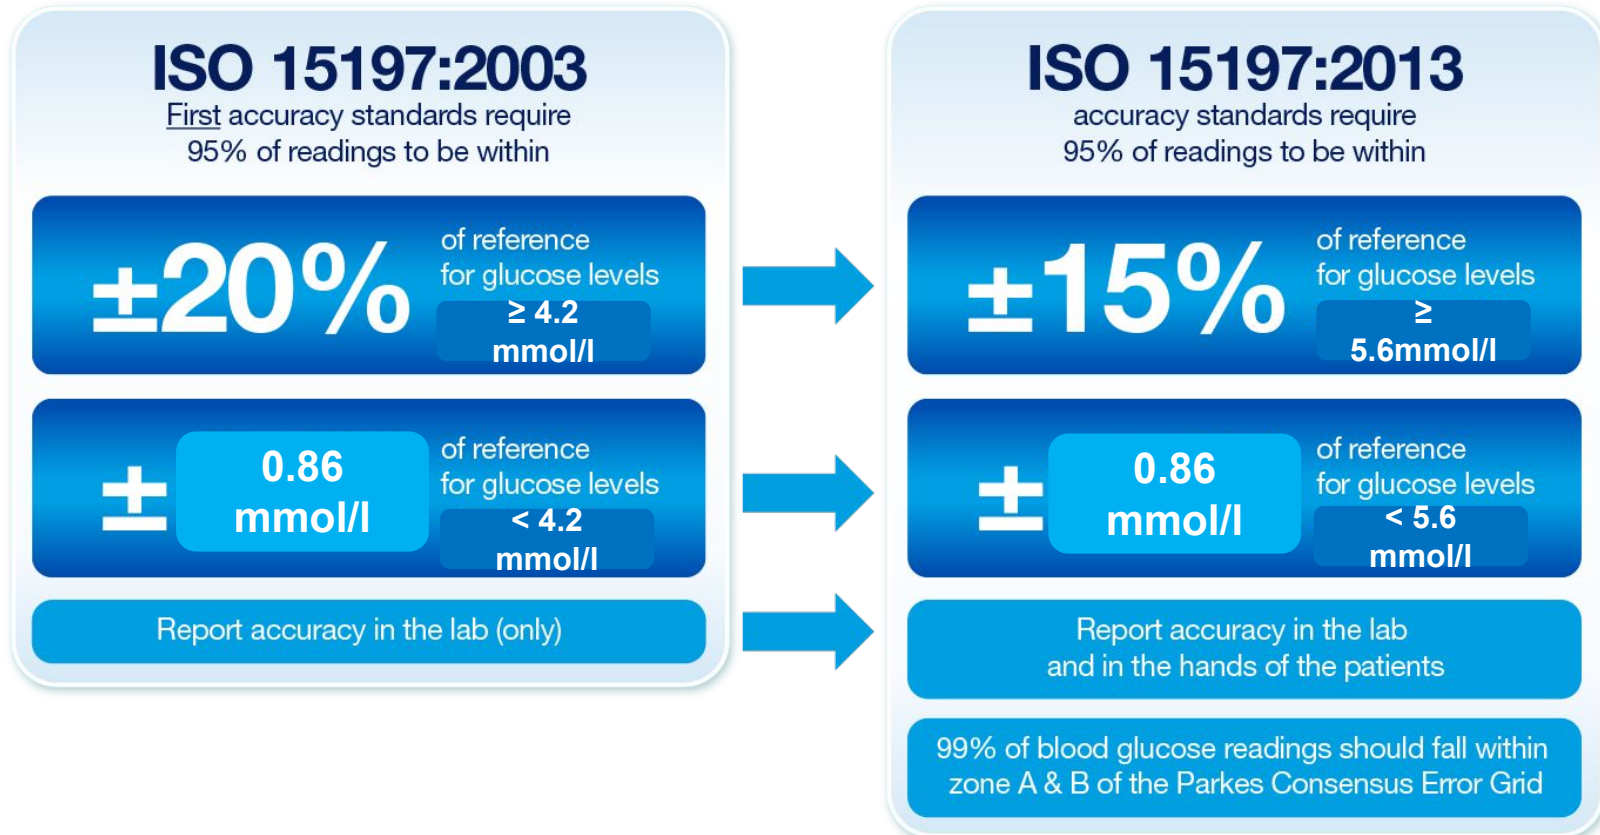 ISO 15197:2003
First accuracy standards require
95% of readings to be within
±20%
of reference
for glucose levels
≥ 4.2
mmol/l
±
0.86
mmol/l
of reference
for glucose levels
< 4.2
mmol/l
Report accuracy in the lab (only)
ISO 15197:2013
accuracy standards require
95% of readings to be within
±15%
of reference
for glucose levels
≥
5.6mmol/l
±
0.86
mmol/l
of reference
for glucose levels
< 5.6
mmol/l
Report accuracy in the lab
and in the hands of the patients
99% of blood glucose readings should fall within
zone A & B of the Parkes Consensus Error Grid